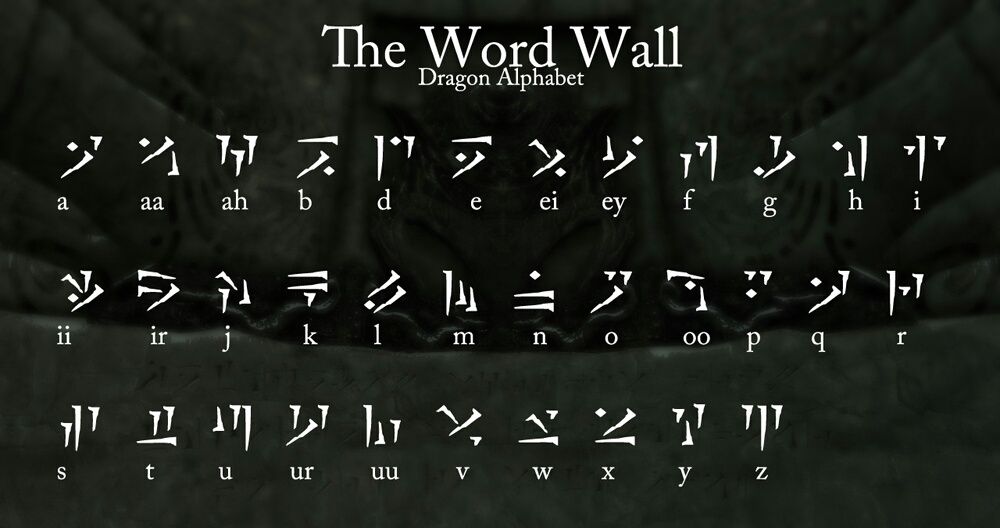 The Word Wall
Dragon Alphabet
a aa ah b d e ei ey f g h i
ii ir j k l m n o oo p q r
s t u ur uu v w x y z